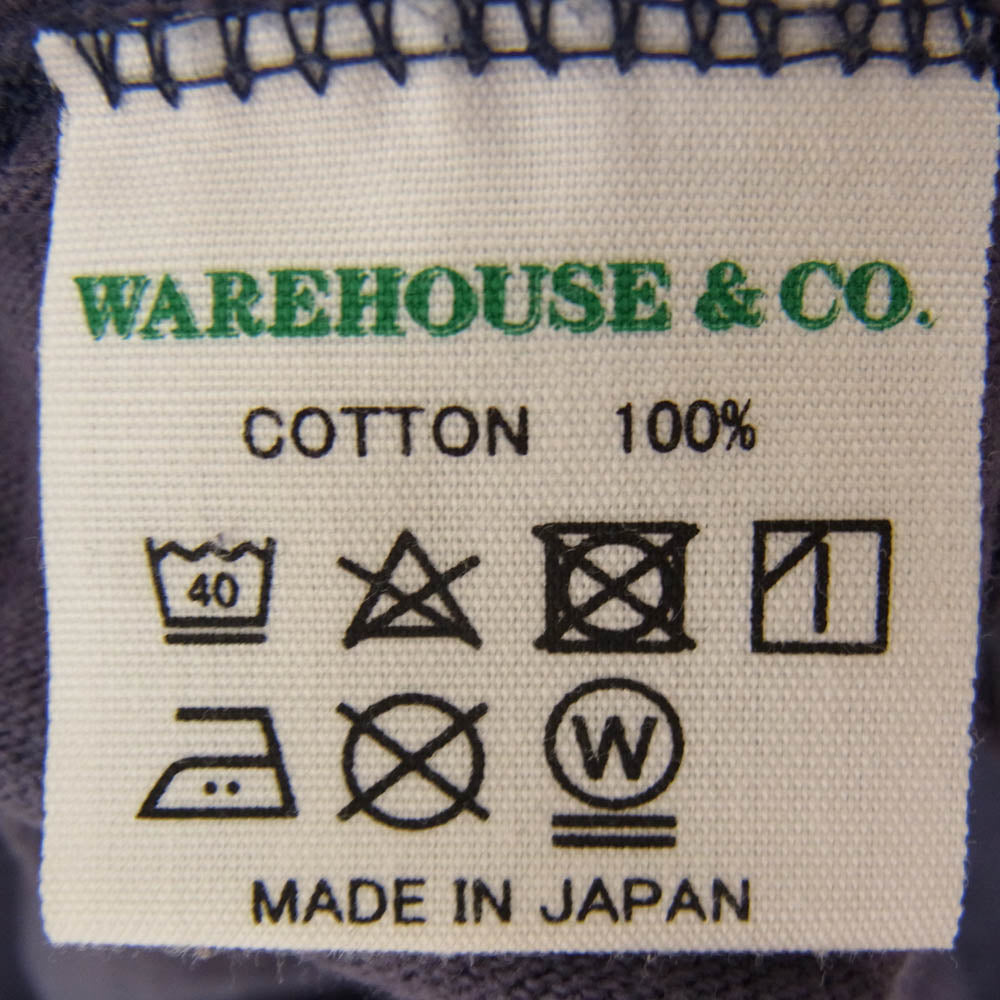 WAREHOUSE & CO.
COTTON 100%
40
W
MADE IN JAPAN